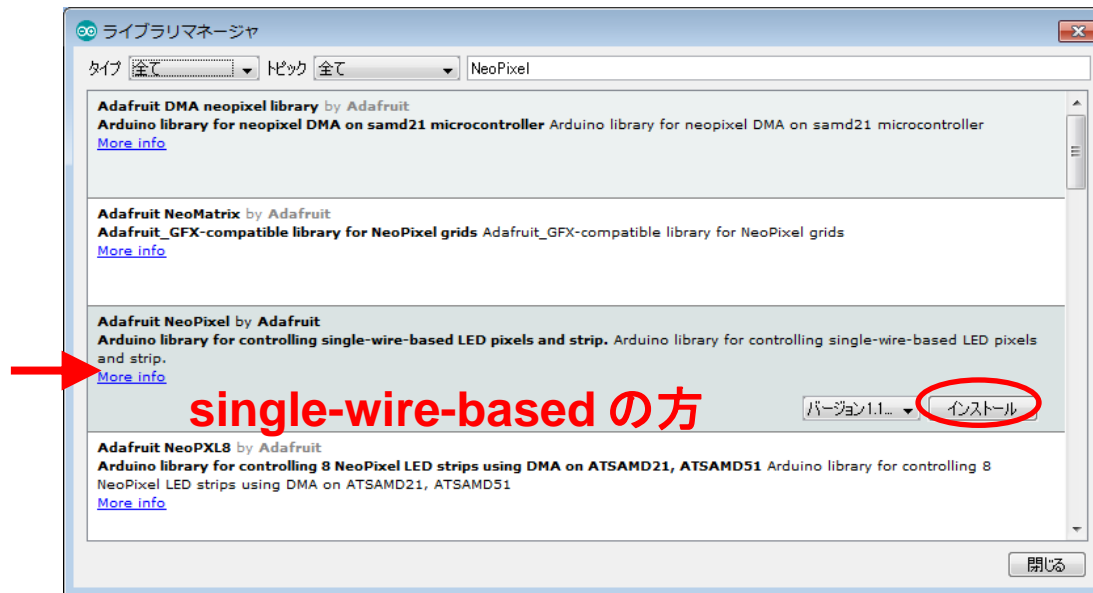 ライブラリマネージャ
タイプ 全て トピック 全て NeoPixel
Adafruit DMA neopixel library by Adafruit
Arduino library for neopixel DMA on samd21 microcontroller Arduino library for neopixel DMA on samd21 microcontroller
More info
Adafruit NeoMatrix by Adafruit
Adafruit_GFX-compatible library for NeoPixel grids Adafruit_GFX-compatible library for NeoPixel grids
More info
Adafruit NeoPixel by Adafruit
Arduino library for controlling single-wire-based LED pixels and strip. Arduino library for controlling single-wire-based LED pixels
and strip.
More info
single-wire-based の方
バージョン1.1... インストール
Adafruit NeoPXL8 by Adafruit
Arduino library for controlling 8 NeoPixel LED strips using DMA on ATSAMD21, ATSAMD51 Arduino library for controlling 8
NeoPixel LED strips using DMA on ATSAMD21, ATSAMD51
More info
閉じる